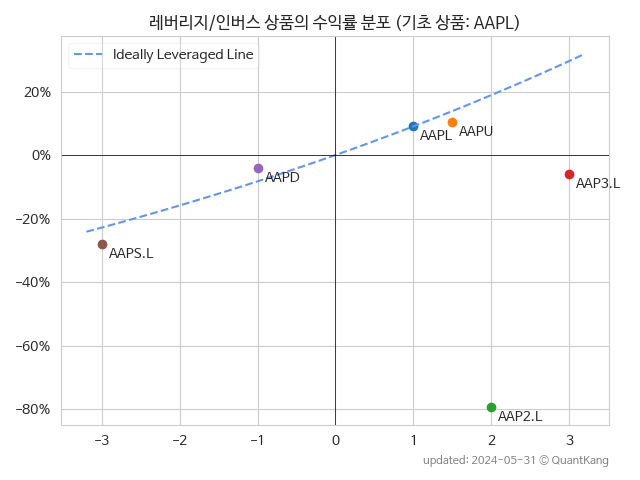 레버리지/인버스 상품의 수익률 분포 (기초 상품: AAPL)
Ideally Leveraged Line
20%
0%
−20%
−40%
−60%
−80%
AAPL
AAPU
AAPD
AAP3.L
AAPS.L
AAP2.L
−3 −2 −1 0 1 2 3
updated: 2024-05-31 © QuantKang